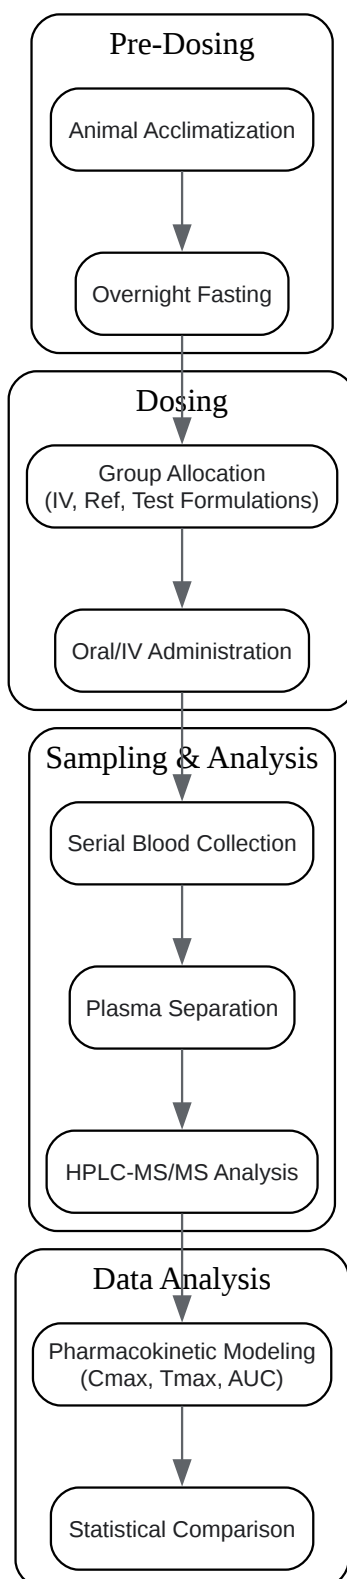 Pre-Dosing
Animal Acclimatization
Overnight Fasting
Dosing
Group Allocation
(IV, Ref, Test Formulations)
Oral/IV Administration
Sampling & Analysis
Serial Blood Collection
Plasma Separation
HPLC-MS/MS Analysis
Data Analysis
Pharmacokinetic Modeling
(Cmax, Tmax, AUC)
Statistical Comparison